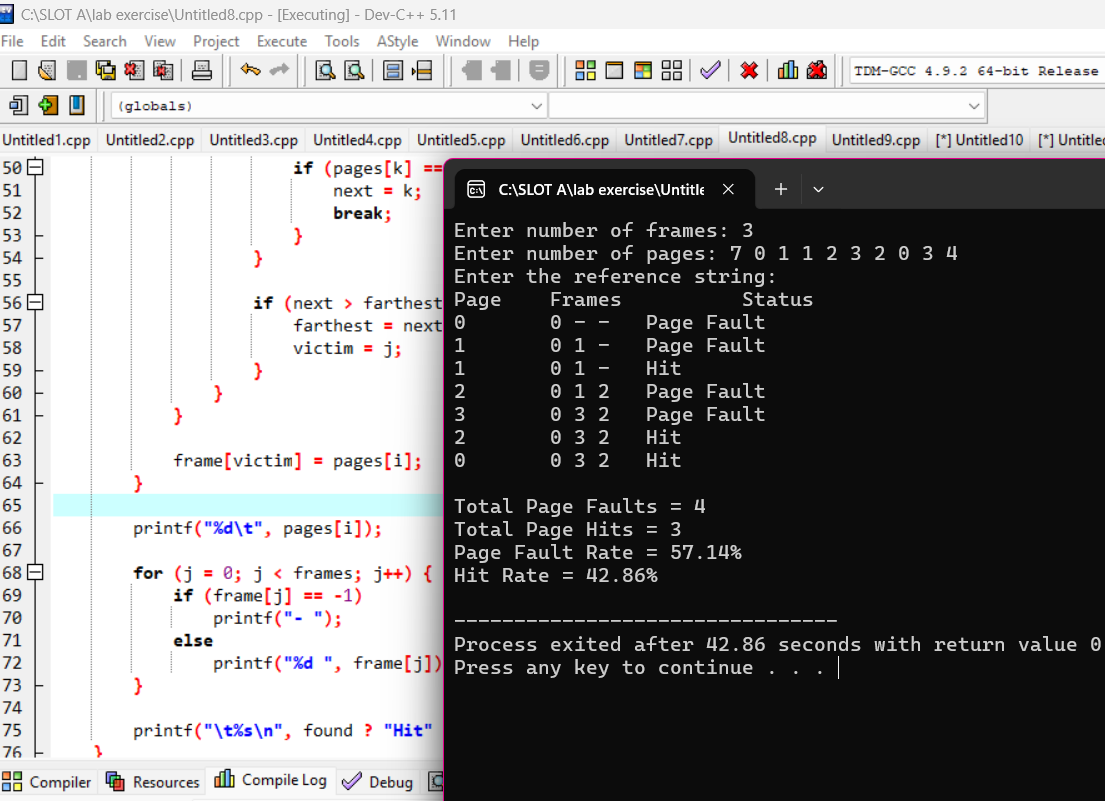 C:\SLOT A\lab exercise\Untitled8.cpp - [Executing] - Dev-C++ 5.11
File Edit Search View Project Execute Tools AStyle Window Help
TDM-GCC 4.9.2 64-bit Release
(globals)
Untitled1.cpp Untitled2.cpp Untitled3.cpp Untitled4.cpp Untitled5.cpp Untitled6.cpp Untitled7.cpp Untitled8.cpp Untitled9.cpp [*] Untitled10 [*] Untitle
50 if (pages[k] ==
51 next = k;
52 break;
53 }
54 }
55
56 if (next > farthest
57 farthest = next
58 victim = j;
59 }
60 }
61 }
62
63 frame[victim] = pages[i];
64 }
65
66 printf("%d\t", pages[i]);
67
68 for (j = 0; j < frames; j++) {
69 if (frame[j] == -1)
70 printf("- ");
71 else
72 printf("%d ", frame[j])
73 }
74
75 printf("\t%s\n", found ? "Hit"
76 }
Compiler Resources Compile Log Debug
C:\SLOT A\lab exercise\Untitle
Enter number of frames: 3
Enter number of pages: 7 0 1 1 2 3 2 0 3 4
Enter the reference string:
Page Frames Status
0 0 - - Page Fault
1 0 1 - Page Fault
1 0 1 - Hit
2 0 1 2 Page Fault
3 0 3 2 Page Fault
2 0 3 2 Hit
0 0 3 2 Hit
Total Page Faults = 4
Total Page Hits = 3
Page Fault Rate = 57.14%
Hit Rate = 42.86%
--------------------------------
Process exited after 42.86 seconds with return value 0
Press any key to continue . . .